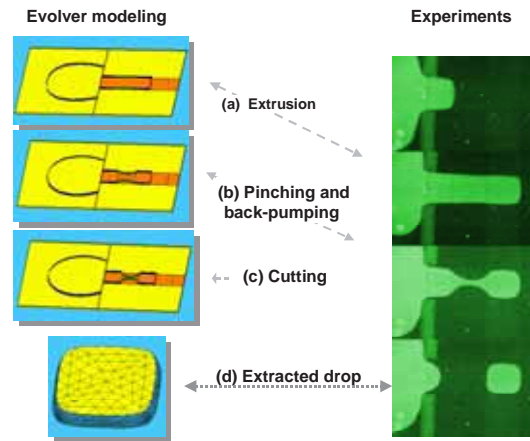 Evolver modeling
Experiments
(a) Extrusion
(b) Pinching and
back-pumping
(c) Cutting
(d) Extracted drop